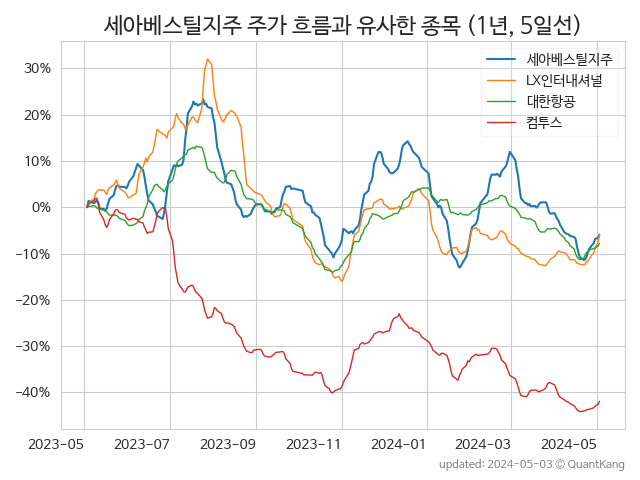 세아베스틸지주 주가 흐름과 유사한 종목 (1년, 5일선)
세아베스틸지주
LX인터내셔널
대한항공
컴투스
30%
20%
10%
0%
−10%
−20%
−30%
−40%
2023-05 2023-07 2023-09 2023-11 2024-01 2024-03 2024-05
updated: 2024-05-03 ⓒ QuantKang